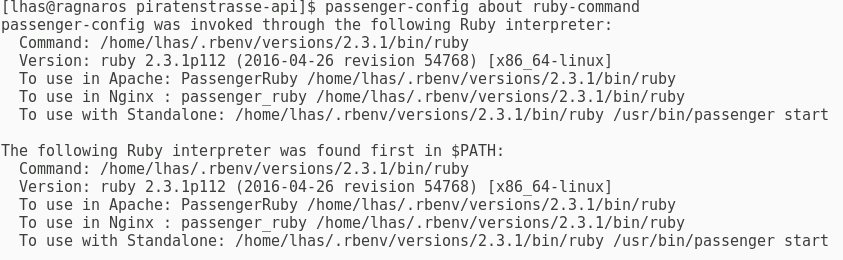 [lhas@ragnaros piratenstrasse-api]$ passenger-config about ruby-command
passenger-config was invoked through the following Ruby interpreter:
  Command: /home/lhas/.rbenv/versions/2.3.1/bin/ruby
  Version: ruby 2.3.1p112 (2016-04-26 revision 54768) [x86_64-linux]
  To use in Apache: PassengerRuby /home/lhas/.rbenv/versions/2.3.1/bin/ruby
  To use in Nginx : passenger_ruby /home/lhas/.rbenv/versions/2.3.1/bin/ruby
  To use with Standalone: /home/lhas/.rbenv/versions/2.3.1/bin/ruby /usr/bin/passenger start

The following Ruby interpreter was found first in $PATH:
  Command: /home/lhas/.rbenv/versions/2.3.1/bin/ruby
  Version: ruby 2.3.1p112 (2016-04-26 revision 54768) [x86_64-linux]
  To use in Apache: PassengerRuby /home/lhas/.rbenv/versions/2.3.1/bin/ruby
  To use in Nginx : passenger_ruby /home/lhas/.rbenv/versions/2.3.1/bin/ruby
  To use with Standalone: /home/lhas/.rbenv/versions/2.3.1/bin/ruby /usr/bin/passenger start